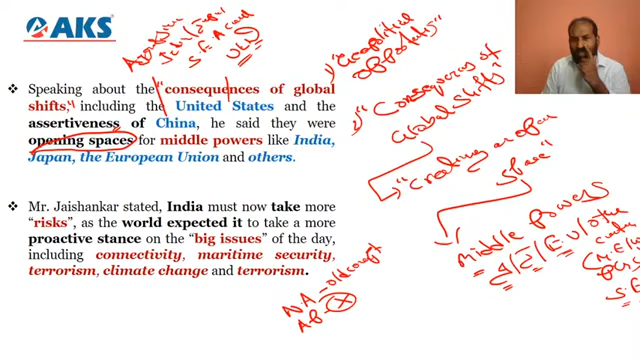 AKS
IAS ACADEMY
Speaking about the "consequences of global
shifts," including the United States and the
assertiveness of China, he said they were
opening spaces for middle powers like India,
Japan, the European Union and others.
Mr. Jaishankar stated, India must now take more
"risks", as the world expected it to take a more
proactive stance on the "big issues" of the day,
including connectivity, maritime security,
terrorism, climate change and terrorism.
N.A – Old concept
"Consequences of
Global Shifts"
"Creating an open
Space"
Middle Powers